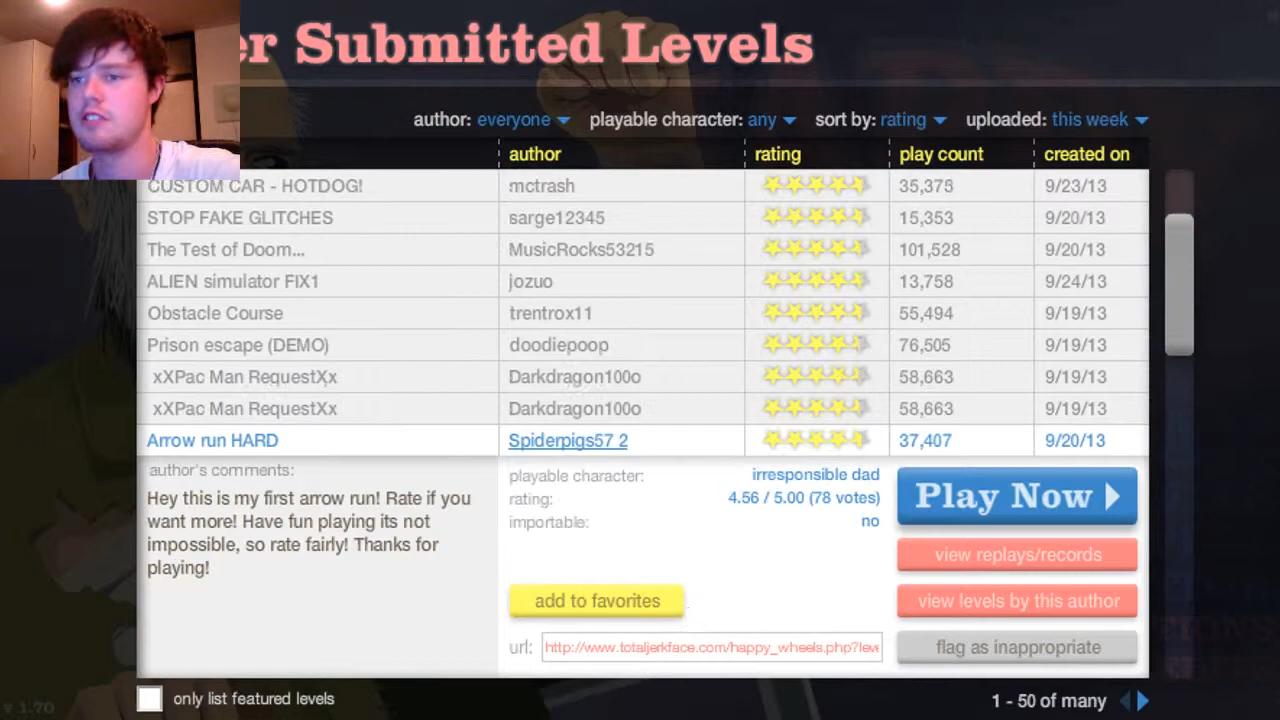 er Submitted Levels
author: everyone playable character: any sort by: rating uploaded: this week
author rating play count created on
CUSTOM CAR - HOTDOG! mctrash 35,375 9/23/13
STOP FAKE GLITCHES sarge12345 15,353 9/20/13
The Test of Doom... MusicRocks53215 101,528 9/20/13
ALIEN simulator FIX1 jozuo 13,758 9/24/13
Obstacle Course trentrox11 55,494 9/19/13
Prison escape (DEMO) doodiepoop 76,505 9/19/13
xXPac Man RequestXx Darkdragon100o 58,663 9/19/13
xXPac Man RequestXx Darkdragon100o 58,663 9/19/13
Arrow run HARD Spiderpigs57 2 37,407 9/20/13
author's comments:
Hey this is my first arrow run! Rate if you
want more! Have fun playing its not
impossible, so rate fairly! Thanks for
playing!
playable character: irresponsible dad
rating: 4.56 / 5.00 (78 votes)
importable: no
add to favorites
url: http://www.totaljerkface.com/happy_wheels.php?leve
Play Now
view replays/records
view levels by this author
flag as inappropriate
only list featured levels
1 - 50 of many
v 1.70